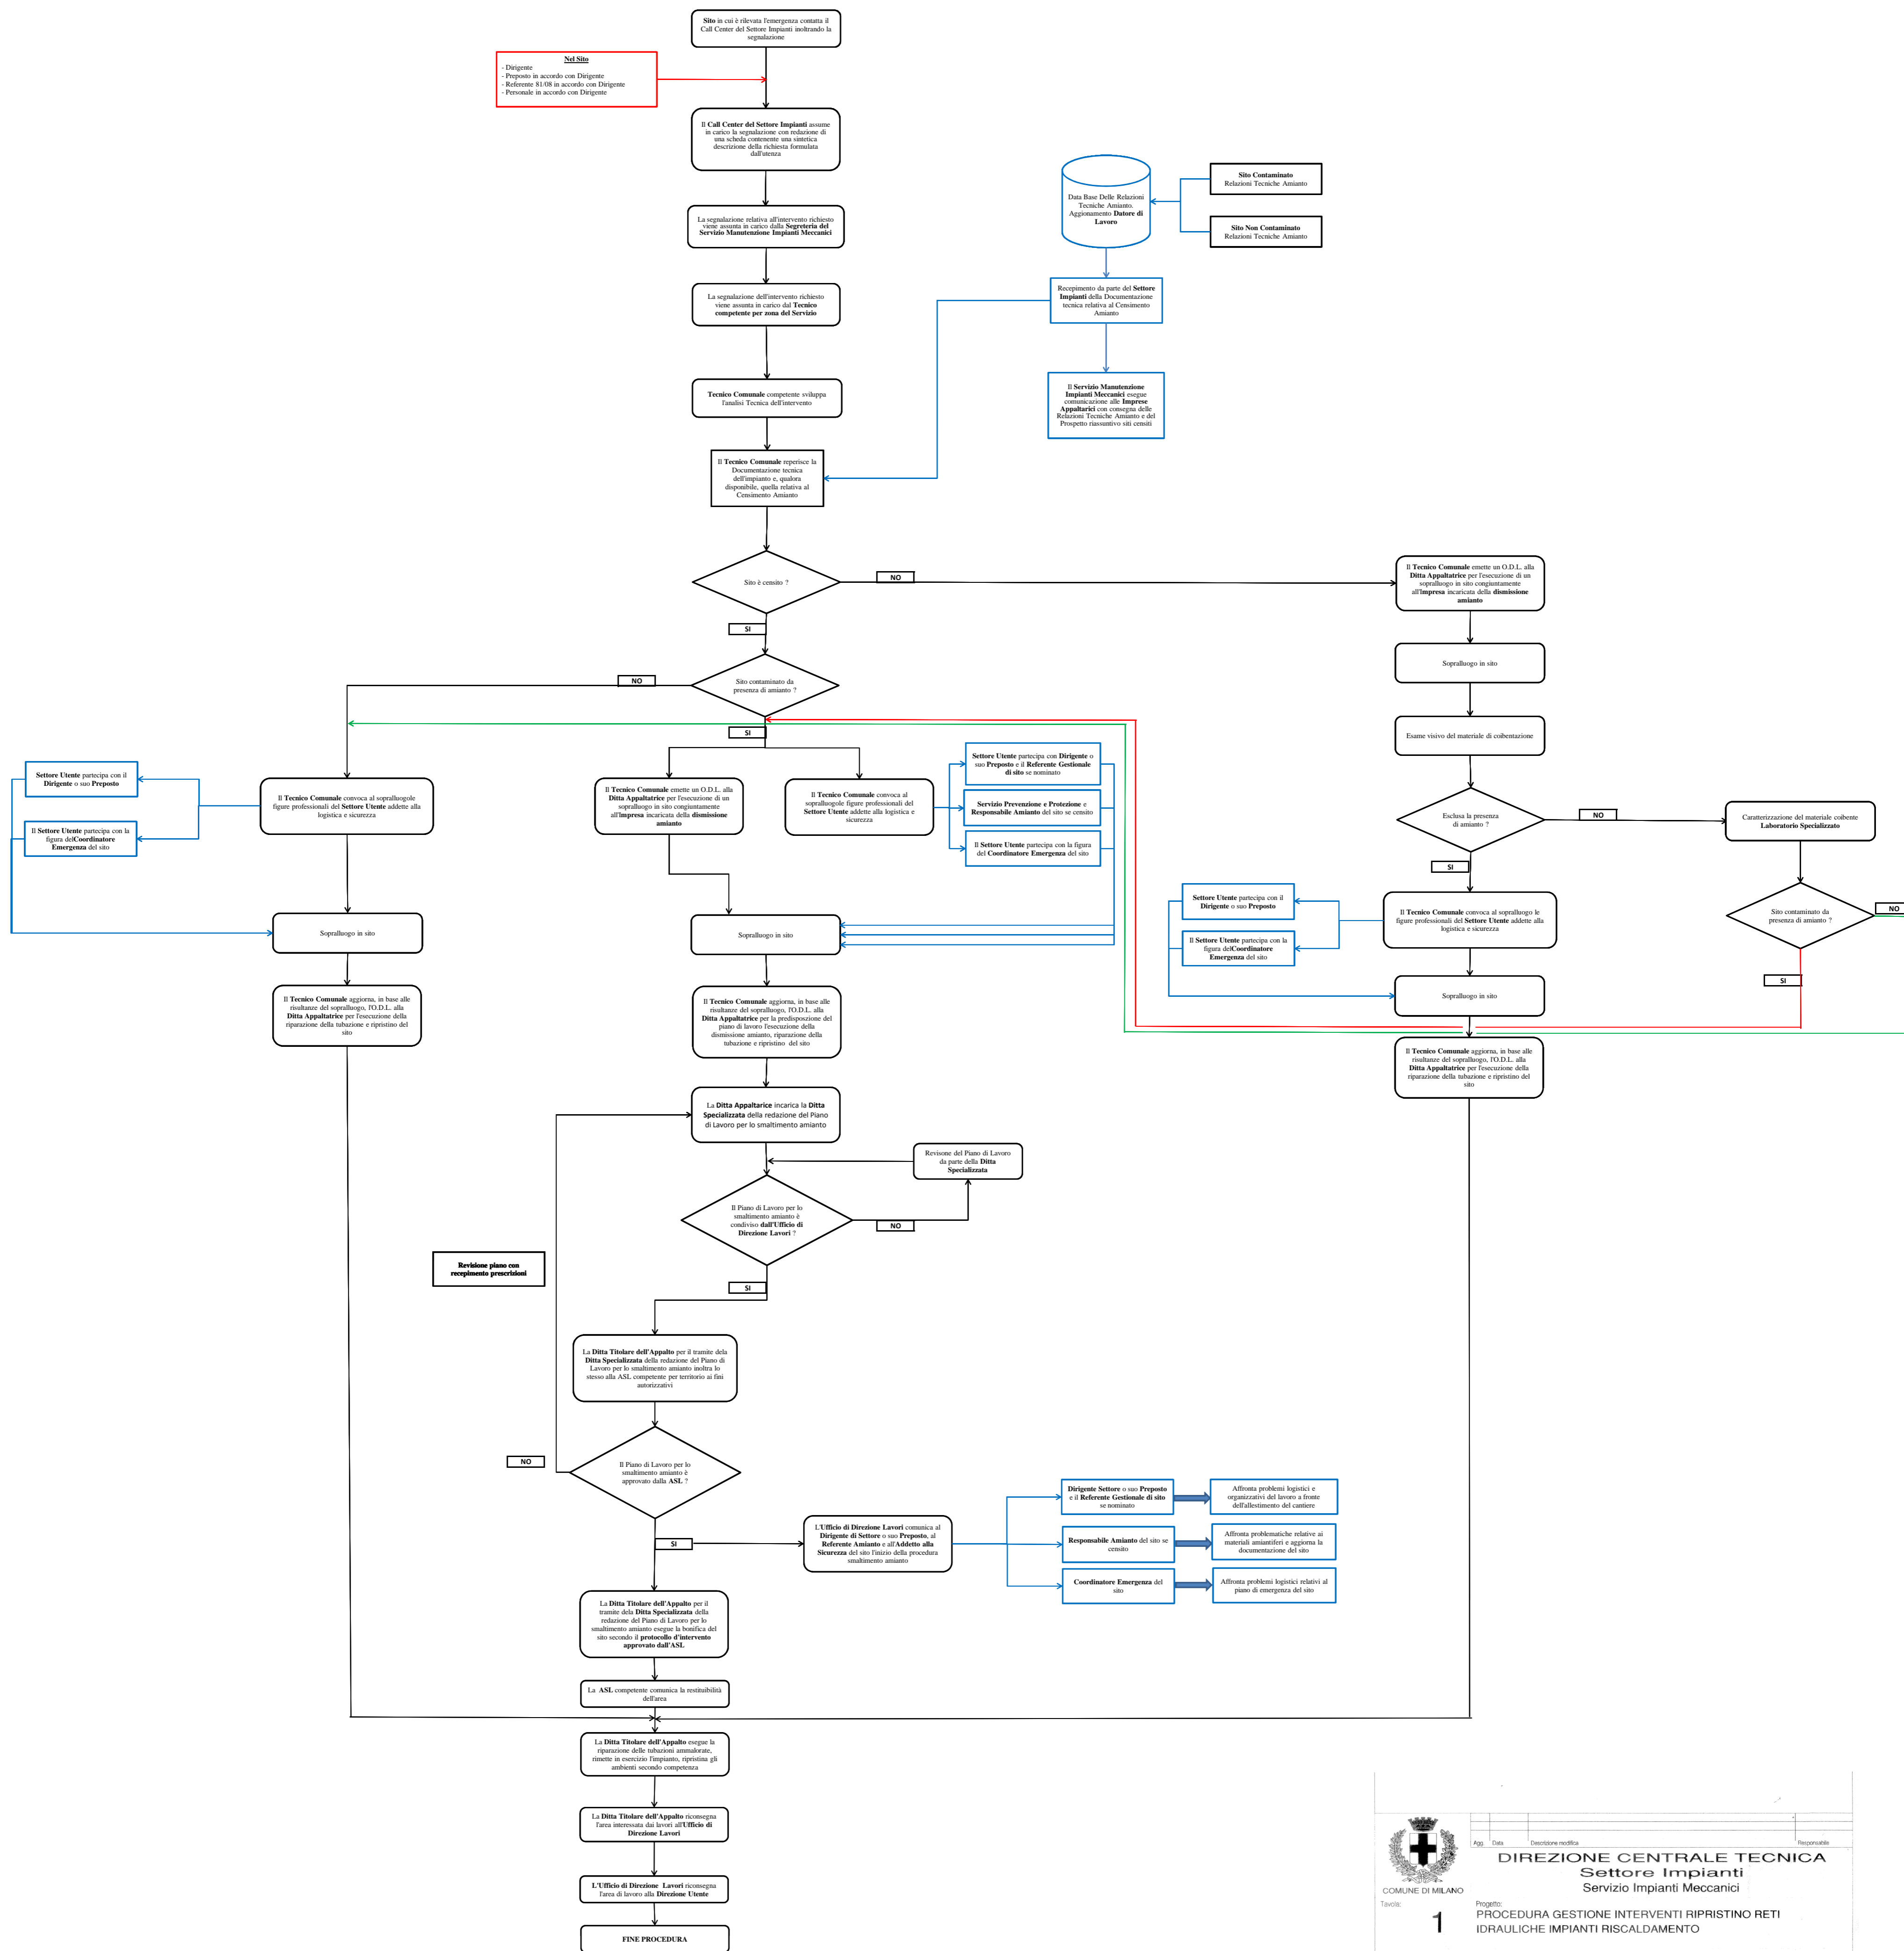 Sito in cui è rilevata l'emergenza contatta il
Call Center del Settore Impianti inoltrando la
segnalazione
Nel Sito
- Dirigente
- Preposto in accordo con Dirigente
- Referente 81/08 in accordo con Dirigente
- Personale in accordo con Dirigente
Il Call Center del Settore Impianti assume
in carico la segnalazione con redazione di
una scheda contenente una sintetica
descrizione della richiesta formulata
dall'utenza
La segnalazione relativa all'intervento richiesto
viene assunta in carico dalla Segreteria del
Servizio Manutenzione Impianti Meccanici
La segnalazione dell'intervento richiesto
viene assunta in carico dal Tecnico
competente per zona del Servizio
Tecnico Comunale competente sviluppa
l'analisi Tecnica dell'intervento
Il Tecnico Comunale reperisce la
Documentazione tecnica
dell'impianto e, qualora
disponibile, quella relativa al
Censimento Amianto
Data Base Delle Relazioni
Tecniche Amianto.
Aggionamento Datore di
Lavoro
Sito Contaminato
Relazioni Tecniche Amianto
Sito Non Contaminato
Relazioni Tecniche Amianto
Recepimento da parte del Settore
Impianti della Documentazione
tecnica relativa al Censimento
Amianto
Il Servizio Manutenzione
Impianti Meccanici esegue
comunicazione alle Imprese
Appaltarici con consegna delle
Relazioni Tecniche Amianto e del
Prospetto riassuntivo siti censiti
Sito è censito ?
NO
SI
Sito contaminato da
presenza di amianto ?
NO
SI
Settore Utente partecipa con il
Dirigente o suo Preposto
Il Settore Utente partecipa con la
figura delCoordinatore
Emergenza del sito
Il Tecnico Comunale convoca al sopralluogole
figure professionali del Settore Utente addette alla
logistica e sicurezza
Sopralluogo in sito
Il Tecnico Comunale aggiorna, in base alle
risultanze del sopralluogo, l'O.D.L. alla
Ditta Appaltatrice per l'esecuzione della
riparazione della tubazione e ripristino del
sito
Il Tecnico Comunale emette un O.D.L. alla
Ditta Appaltatrice per l'esecuzione di un
sopralluogo in sito congiuntamente
all'Impresa incaricata della dismissione
amianto
Il Tecnico Comunale convoca al
sopralluogole figure professionali del
Settore Utente addette alla logistica e
sicurezza
Settore Utente partecipa con Dirigente o
suo Preposto e il Referente Gestionale
di sito se nominato
Servizio Prevenzione e Protezione e
Responsabile Amianto del sito se censito
Il Settore Utente partecipa con la figura
del Coordinatore Emergenza del sito
Sopralluogo in sito
Il Tecnico Comunale aggiorna, in base alle
risultanze del sopralluogo, l'O.D.L. alla
Ditta Appaltatrice per la predisposzione del
piano di lavoro l'esecuzione della
dismissione amianto, riparazione della
tubazione e ripristino del sito
La Ditta Appaltarice incarica la Ditta
Specializzata della redazione del Piano
di Lavoro per lo smaltimento amianto
Revisone del Piano di Lavoro
da parte della Ditta
Specializzata
Il Piano di Lavoro per lo
smaltimento amianto è
condiviso dall'Ufficio di
Direzione Lavori ?
NO
SI
Revisione piano con
recepimento prescrizioni
La Ditta Titolare dell'Appalto per il tramite dela
Ditta Specializzata della redazione del Piano di
Lavoro per lo smaltimento amianto inoltra lo
stesso alla ASL competente per territorio ai fini
autorizzativi
Il Piano di Lavoro per lo
smaltimento amianto è
approvato dalla ASL ?
NO
SI
L'Ufficio di Direzione Lavori comunica al
Dirigente di Settore o suo Preposto, al
Referente Amianto e all'Addetto alla
Sicurezza del sito l'inizio della procedura
smaltimento amianto
Dirigente Settore o suo Preposto
e il Referente Gestionale di sito
se nominato
Affronta problemi logistici e
organizzativi del lavoro a fronte
dell'allestimento del cantiere
Responsabile Amianto del sito se
censito
Affronta problematiche relative ai
materiali amiantiferi e aggiorna la
documentazione del sito
Coordinatore Emergenza del
sito
Affronta problemi logistici relativi al
piano di emergenza del sito
La Ditta Titolare dell'Appalto per il
tramite dela Ditta Specializzata della
redazione del Piano di Lavoro per lo
smaltimento amianto esegue la bonifica del
sito secondo il protocollo d'intervento
approvato dall'ASL
La ASL competente comunica la restituibilità
dell'area
La Ditta Titolare dell'Appalto esegue la
riparazione delle tubazioni ammalorate,
rimette in esercizio l'impianto, ripristina gli
ambienti secondo competenza
La Ditta Titolare dell'Appalto riconsegna
l'area interessata dai lavori all'Ufficio di
Direzione Lavori
L'Ufficio di Direzione Lavori riconsegna
l'area di lavoro alla Direzione Utente
FINE PROCEDURA
Il Tecnico Comunale emette un O.D.L. alla
Ditta Appaltatrice per l'esecuzione di un
sopralluogo in sito congiuntamente
all'Impresa incaricata della dismissione
amianto
Sopralluogo in sito
Esame visivo del materiale di coibentazione
Esclusa la presenza
di amianto ?
NO
SI
Caratterizzazione del materiale coibente
Laboratorio Specializzato
Sito contaminato da
presenza di amianto ?
NO
SI
Settore Utente partecipa con il
Dirigente o suo Preposto
Il Settore Utente partecipa con la
figura delCoordinatore
Emergenza del sito
Il Tecnico Comunale convoca al sopralluogo le
figure professionali del Settore Utente addette alla
logistica e sicurezza
Sopralluogo in sito
Il Tecnico Comunale aggiorna, in base alle
risultanze del sopralluogo, l'O.D.L. alla
Ditta Appaltatrice per l'esecuzione della
riparazione della tubazione e ripristino del
sito
Agg. Data Descrizione modifica Responsabile
DIREZIONE CENTRALE TECNICA
Settore Impianti
Servizio Impianti Meccanici
COMUNE DI MILANO
Tavola:
1
Progetto:
PROCEDURA GESTIONE INTERVENTI RIPRISTINO RETI
IDRAULICHE IMPIANTI RISCALDAMENTO